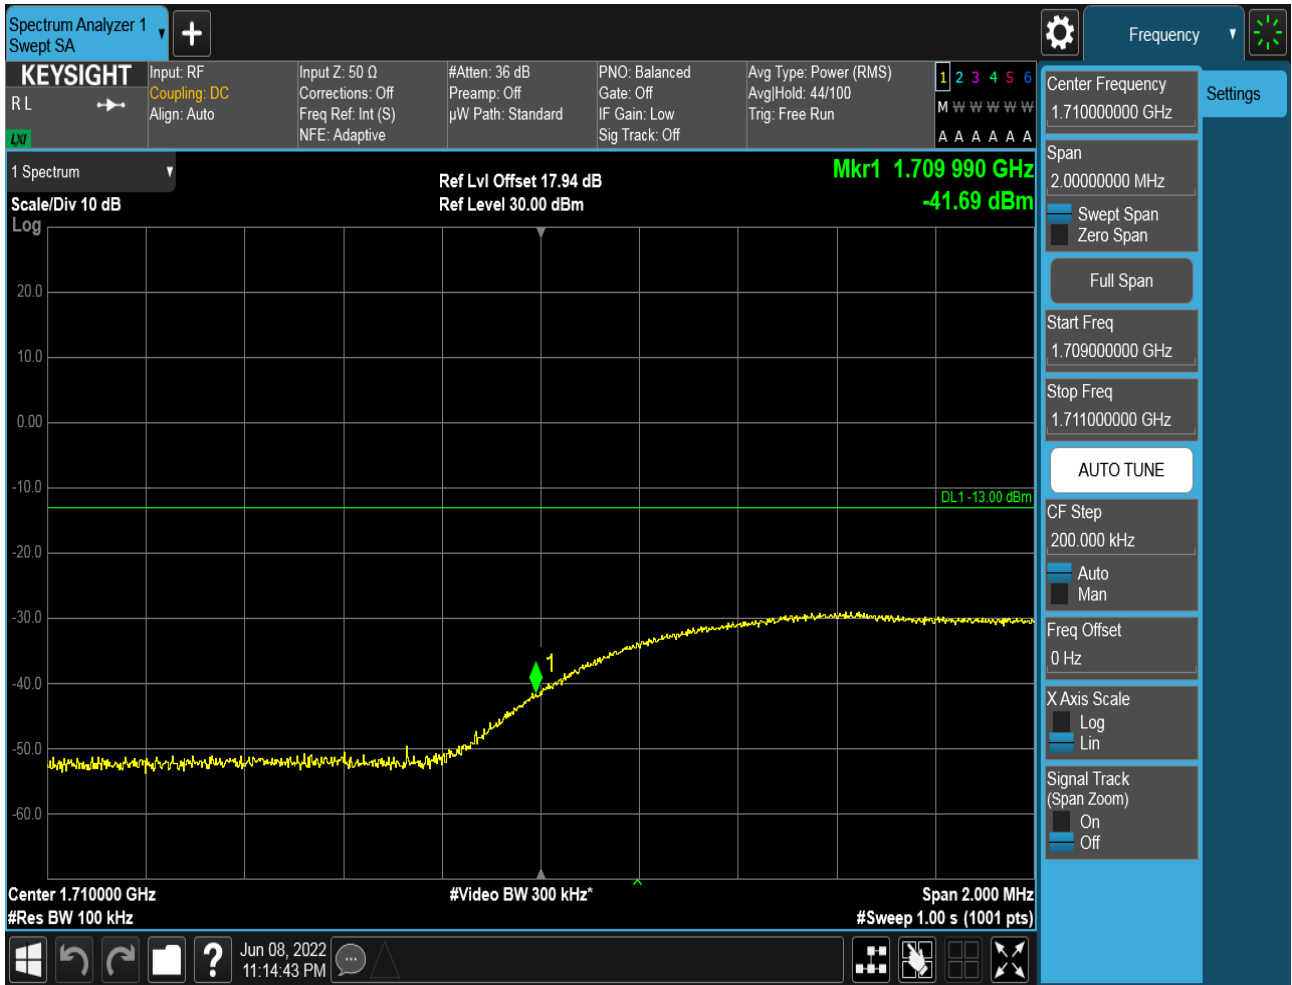 Spectrum Analyzer 1
Swept SA
Frequency
KEYSIGHT
R L
LXI
Input: RF
Coupling: DC
Align: Auto
Input Z: 50 Ω
Corrections: Off
Freq Ref: Int (S)
NFE: Adaptive
#Atten: 36 dB
Preamp: Off
µW Path: Standard
PNO: Balanced
Gate: Off
IF Gain: Low
Sig Track: Off
Avg Type: Power (RMS)
Avg|Hold: 44/100
Trig: Free Run
1 2 3 4 5 6
M W W W W W
A A A A A A
1 Spectrum
Scale/Div 10 dB
Log
Ref Lvl Offset 17.94 dB
Ref Level 30.00 dBm
Mkr1 1.709 990 GHz
-41.69 dBm
20.0
10.0
0.00
-10.0
-20.0
-30.0
-40.0
-50.0
-60.0
DL1 -13.00 dBm
1
Center 1.710000 GHz
#Res BW 100 kHz
#Video BW 300 kHz*
Span 2.000 MHz
#Sweep 1.00 s (1001 pts)
Jun 08, 2022
11:14:43 PM
?
Center Frequency
1.710000000 GHz
Settings
Span
2.00000000 MHz
Swept Span
Zero Span
Full Span
Start Freq
1.709000000 GHz
Stop Freq
1.711000000 GHz
AUTO TUNE
CF Step
200.000 kHz
Auto
Man
Freq Offset
0 Hz
X Axis Scale
Log
Lin
Signal Track
(Span Zoom)
On
Off